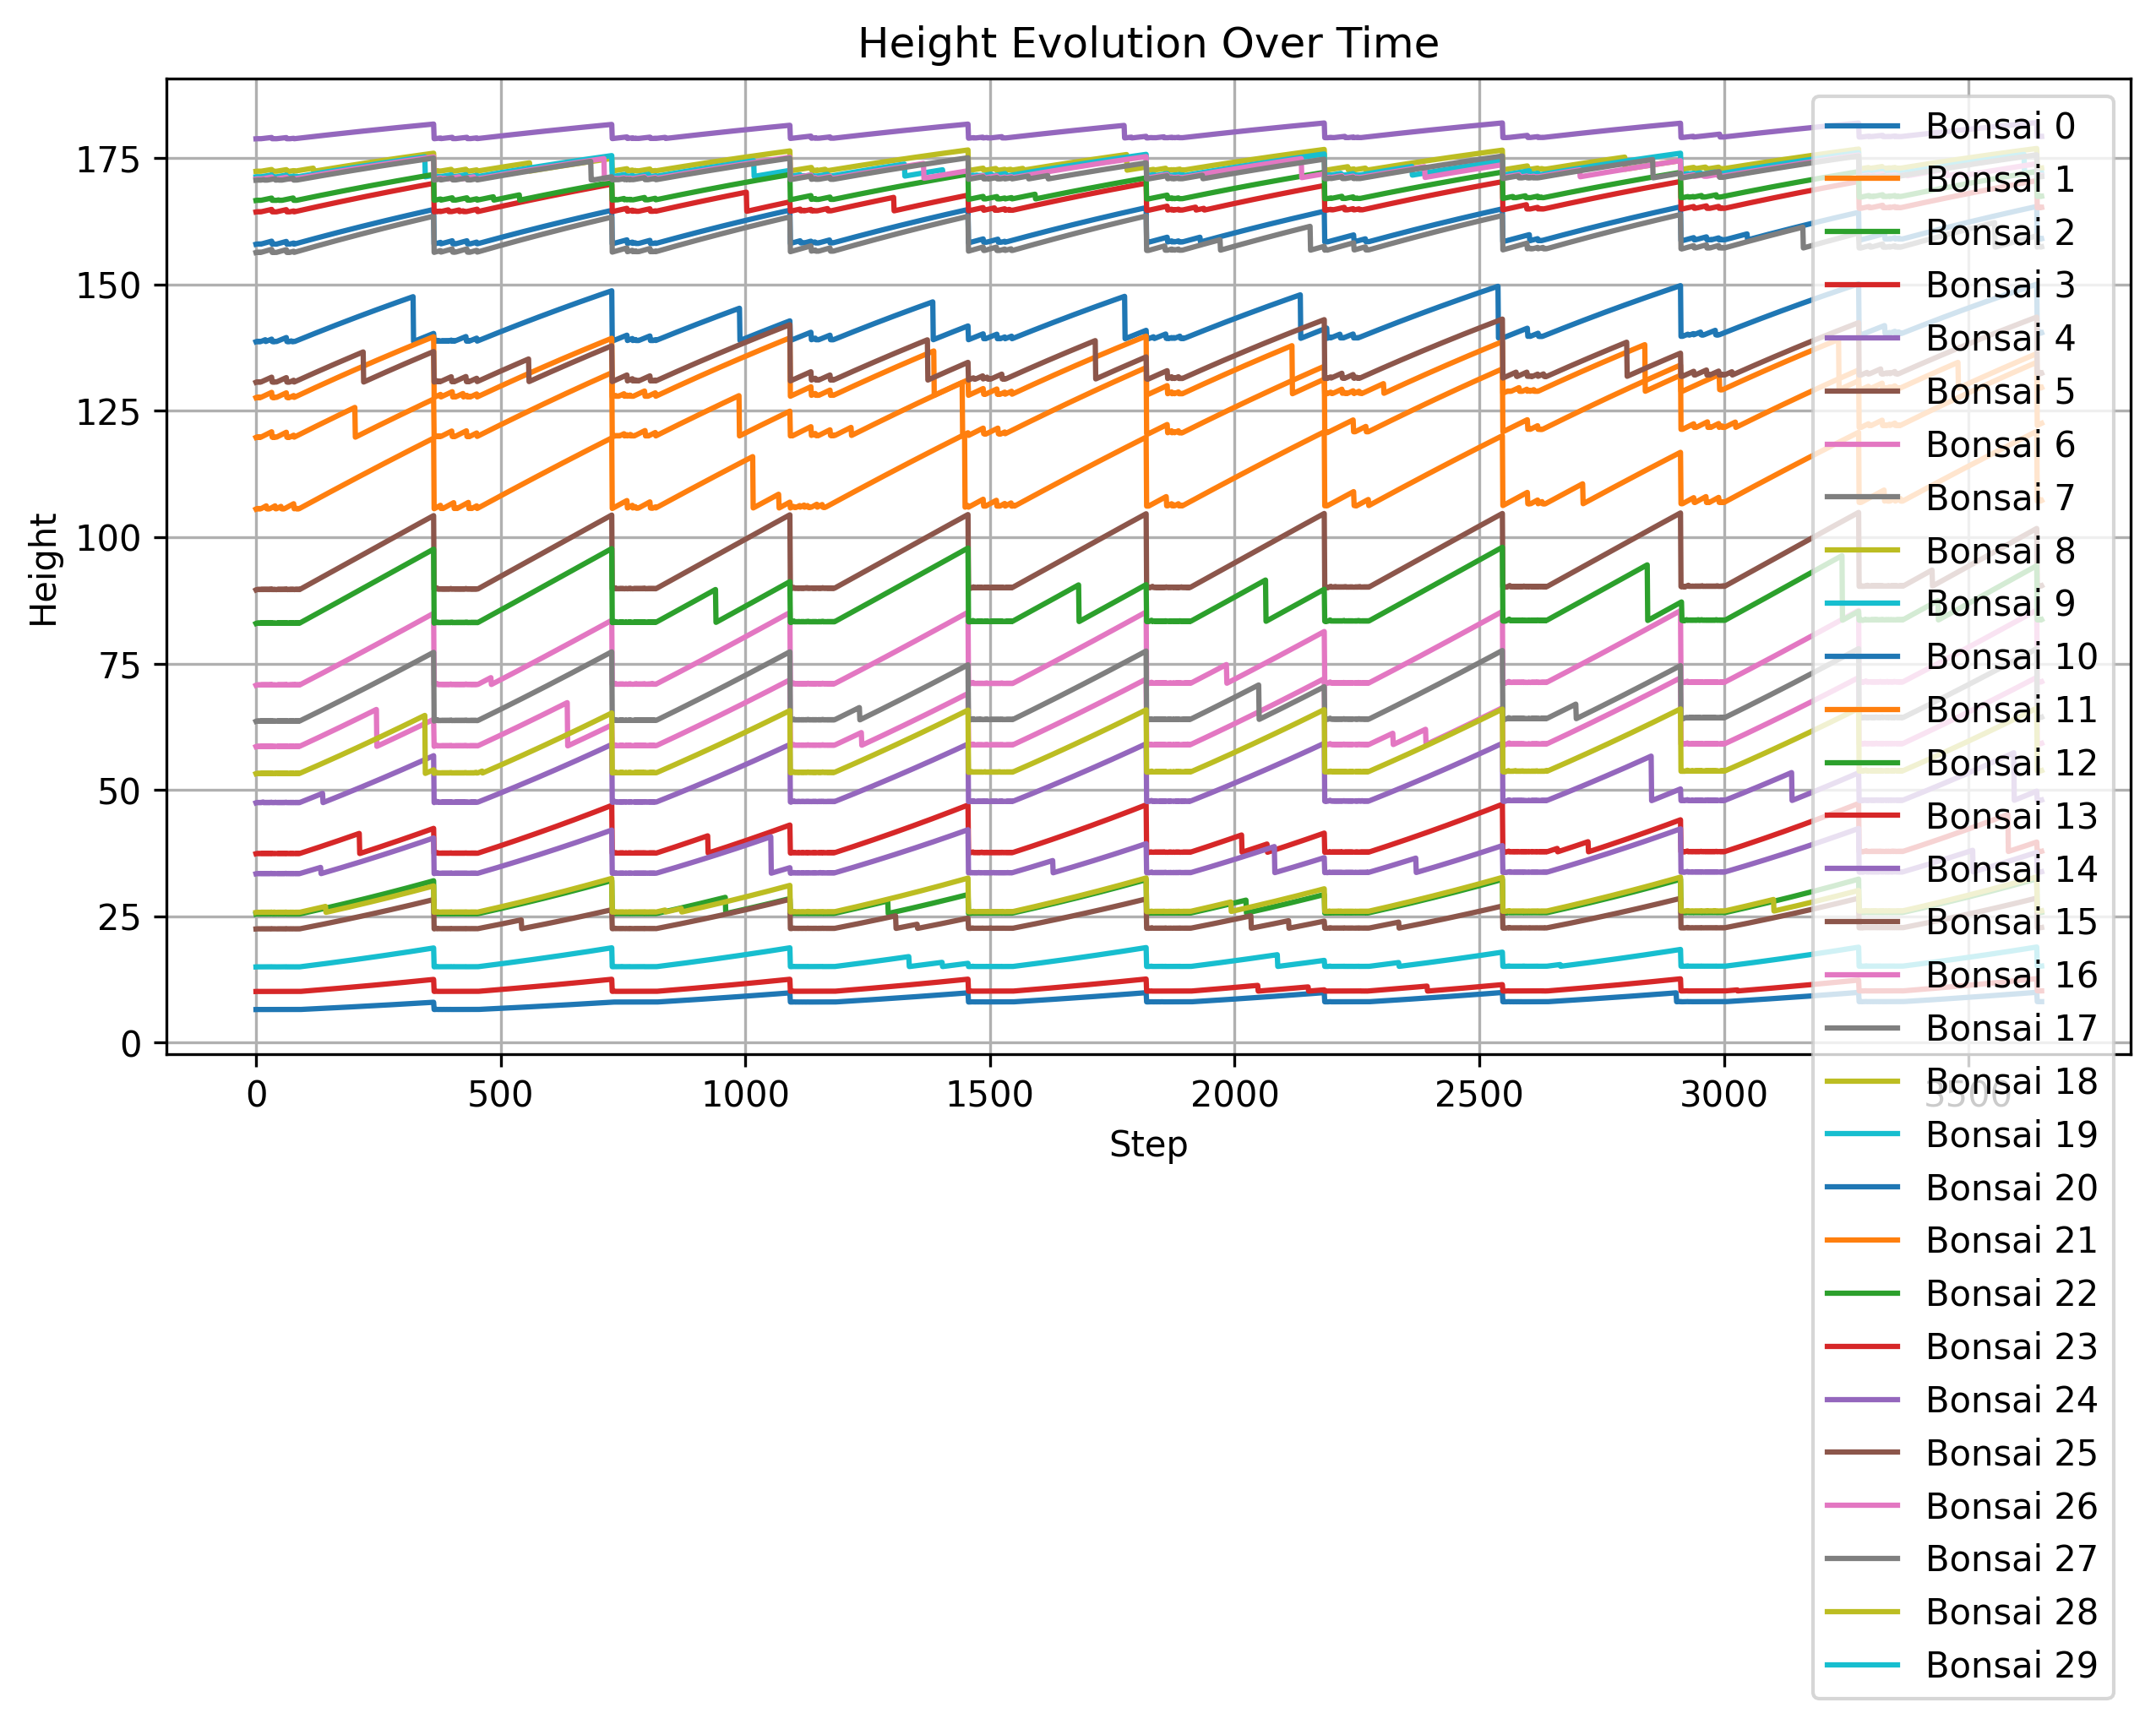 Height Evolution Over Time
Height
175
150
125
100
75
50
25
0
0
500
1000
1500
2000
2500
3000
3500
Step
Bonsai 0
Bonsai 1
Bonsai 2
Bonsai 3
Bonsai 4
Bonsai 5
Bonsai 6
Bonsai 7
Bonsai 8
Bonsai 9
Bonsai 10
Bonsai 11
Bonsai 12
Bonsai 13
Bonsai 14
Bonsai 15
Bonsai 16
Bonsai 17
Bonsai 18
Bonsai 19
Bonsai 20
Bonsai 21
Bonsai 22
Bonsai 23
Bonsai 24
Bonsai 25
Bonsai 26
Bonsai 27
Bonsai 28
Bonsai 29